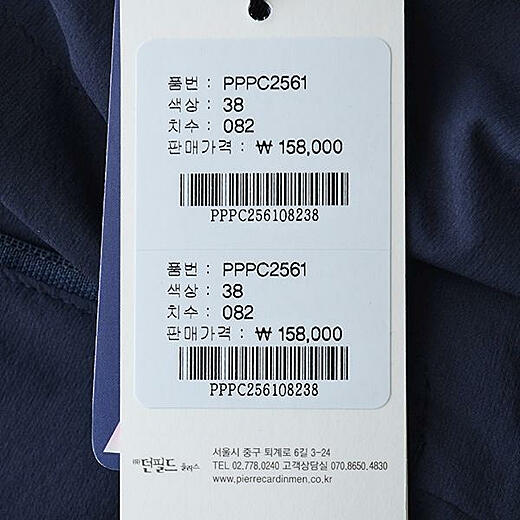 품번 : PPPC2561
색상 : 38
치수 : 082
판매가격 : ₩ 158,000
PPPC256108238
품번 : PPPC2561
색상 : 38
치수 : 082
판매가격 : ₩ 158,000
PPPC256108238
㈜던필드 플러스
서울시 중구 퇴계로 6길 3-24
TEL 02.778.0240 고객상담실 070.8650.4830
www.pierrecardinmen.co.kr